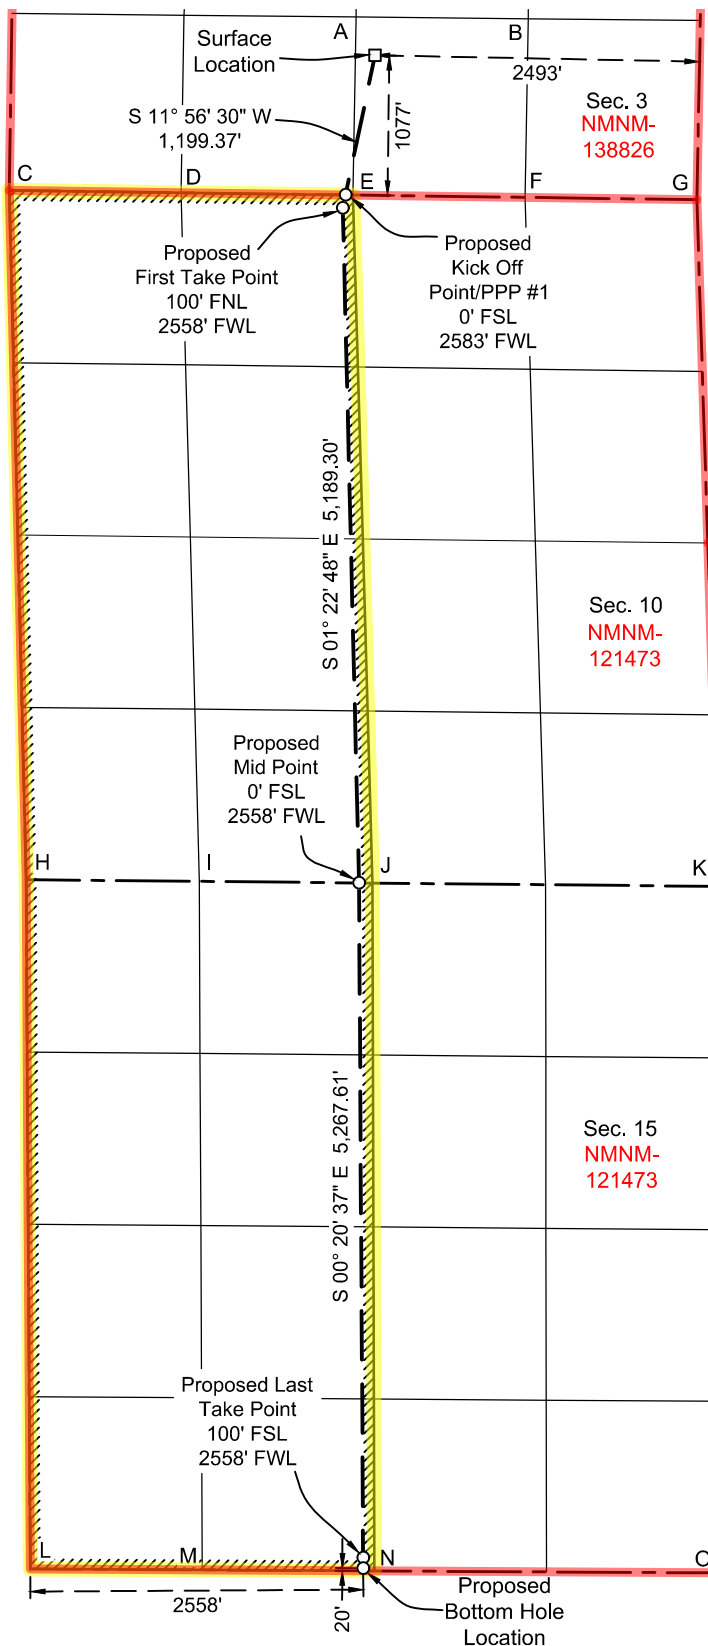 A
B
Surface
Location
2493'
1077'
Sec. 3
NMNM-
138826
S 11° 56' 30" W
1,199.37'
C
D
E
F
G
Proposed
First Take Point
100' FNL
2558' FWL
Proposed
Kick Off
Point/PPP #1
0' FSL
2583' FWL
S 01° 22' 48" E 5,189.30'
Sec. 10
NMNM-
121473
Proposed
Mid Point
0' FSL
2558' FWL
H
I
J
K
S 00° 20' 37" E 5,267.61'
Sec. 15
NMNM-
121473
Proposed Last
Take Point
100' FSL
2558' FWL
L
M
N
2558'
20'
Proposed
Bottom Hole
Location